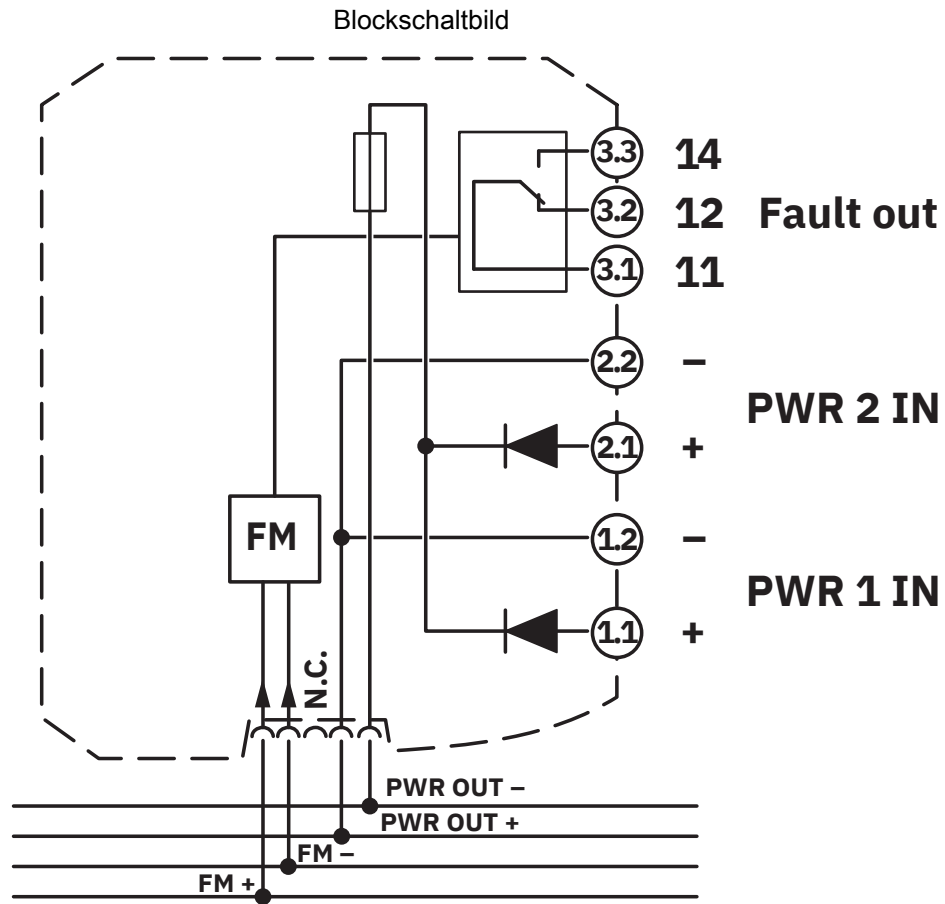 Blockschaltbild
3.3 14
3.2 12 Fault out
3.1 11
2.2 –
PWR 2 IN
2.1 +
FM
1.2 –
PWR 1 IN
1.1 +
N.C.
PWR OUT –
PWR OUT +
FM –
FM +